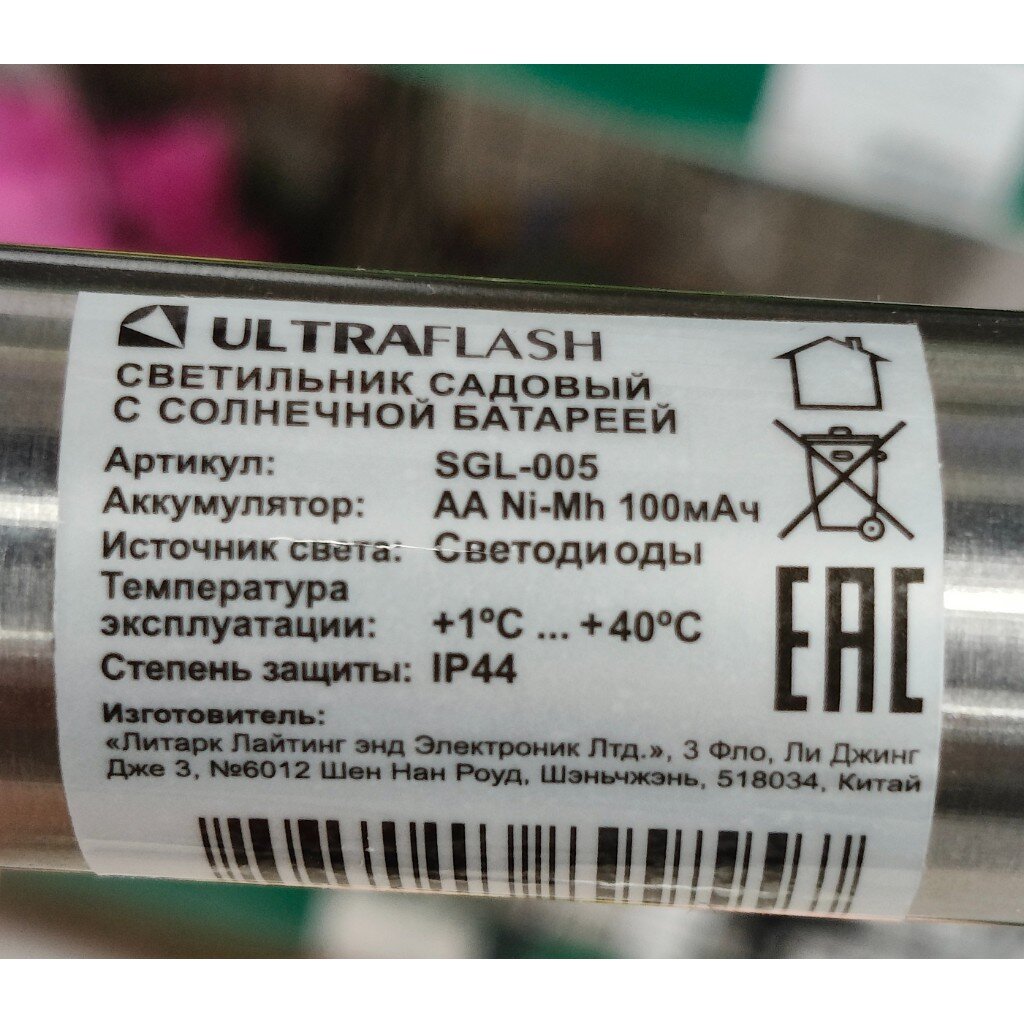 ULTRAFLASH
СВЕТИЛЬНИК САДОВЫЙ
С СОЛНЕЧНОЙ БАТАРЕЕЙ
Артикул: SGL-005
Аккумулятор: AA Ni-Mh 100мАч
Источник света: Светодиоды
Температура
эксплуатации: +1ºC ... +40ºC
Степень защиты: IP44
EAC
Изготовитель:
«Литарк Лайтинг энд Электроник Лтд.», 3 Фло, Ли Джинг
Дже 3, №6012 Шен Нан Роуд, Шэньчжэнь, 518034, Китай